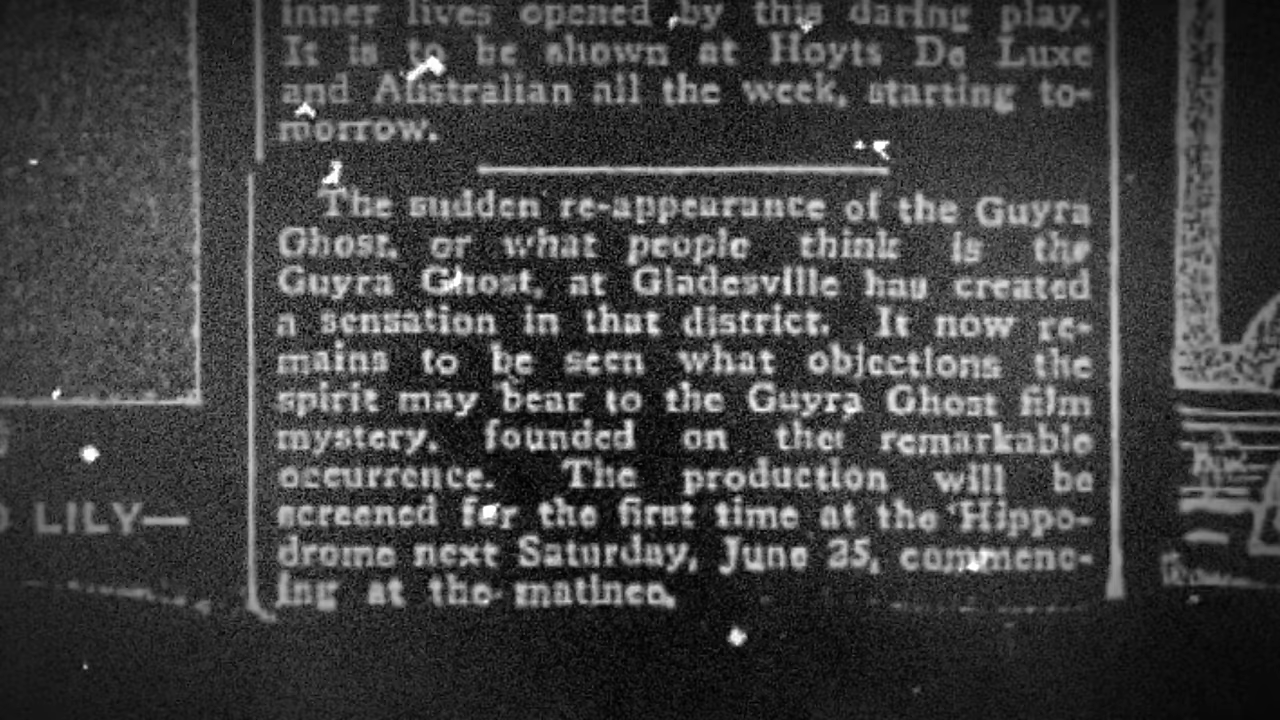 inner lives opened by this daring play.
It is to be shown at Hoyts De Luxe
and Australian all the week, starting to-
morrow.
The sudden re-appearance of the Guyra
Ghost, or what people think is the
Guyra Ghost, at Gladesville has created
a sensation in that district. It now re-
mains to be seen what objections the
spirit may bear to the Guyra Ghost film
mystery, founded on the remarkable
occurrence. The production will be
screened for the first time at the Hippo-
drome next Saturday, June 25, commenc-
ing at the matinee.
LILY—